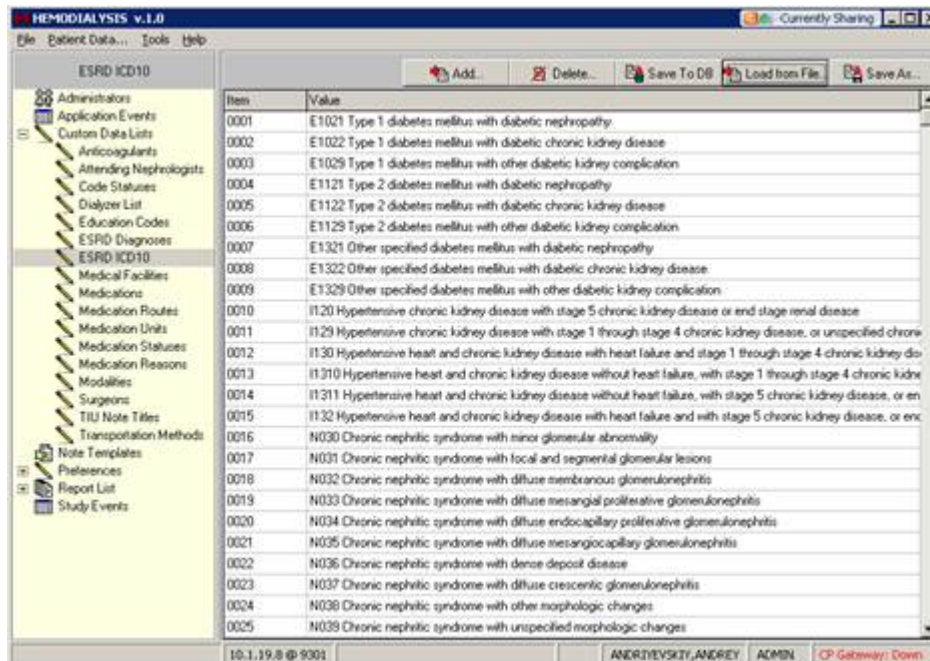 HEMODIALYSIS v.1.0
Currently Sharing
File Patient Data... Tools Help
ESRD ICD10
Add...
Delete...
Save To DB
Load from File...
Save As...
Administrators
Application Events
Custom Data Lists
Anticoagulants
Attending Nephrologists
Code Statuses
Dialyzer List
Education Codes
ESRD Diagnoses
ESRD ICD10
Medical Facilities
Medications
Medication Routes
Medication Units
Medication Statuses
Medication Reasons
Modalities
Surgeons
TIU Note Titles
Transportation Methods
Note Templates
Preferences
Report List
Study Events
Item Value
0001 E1021 Type 1 diabetes mellitus with diabetic nephropathy
0002 E1022 Type 1 diabetes mellitus with diabetic chronic kidney disease
0003 E1029 Type 1 diabetes mellitus with other diabetic kidney complication
0004 E1121 Type 2 diabetes mellitus with diabetic nephropathy
0005 E1122 Type 2 diabetes mellitus with diabetic chronic kidney disease
0006 E1129 Type 2 diabetes mellitus with other diabetic kidney complication
0007 E1321 Other specified diabetes mellitus with diabetic nephropathy
0008 E1322 Other specified diabetes mellitus with diabetic chronic kidney disease
0009 E1329 Other specified diabetes mellitus with other diabetic kidney complication
0010 I120 Hypertensive chronic kidney disease with stage 5 chronic kidney disease or end stage renal disease
0011 I129 Hypertensive chronic kidney disease with stage 1 through stage 4 chronic kidney disease, or unspecified chronic
0012 I130 Hypertensive heart and chronic kidney disease with heart failure and stage 1 through stage 4 chronic kidney dis
0013 I1310 Hypertensive heart and chronic kidney disease without heart failure, with stage 1 through stage 4 chronic kidne
0014 I1311 Hypertensive heart and chronic kidney disease without heart failure, with stage 5 chronic kidney disease, or en
0015 I132 Hypertensive heart and chronic kidney disease with heart failure and with stage 5 chronic kidney disease, or end
0016 N030 Chronic nephritic syndrome with minor glomerular abnormality
0017 N031 Chronic nephritic syndrome with focal and segmental glomerular lesions
0018 N032 Chronic nephritic syndrome with diffuse membranous glomerulonephritis
0019 N033 Chronic nephritic syndrome with diffuse mesangial proliferative glomerulonephritis
0020 N034 Chronic nephritic syndrome with diffuse endocapillary proliferative glomerulonephritis
0021 N035 Chronic nephritic syndrome with diffuse mesangiocapillary glomerulonephritis
0022 N036 Chronic nephritic syndrome with dense deposit disease
0023 N037 Chronic nephritic syndrome with diffuse crescentic glomerulonephritis
0024 N038 Chronic nephritic syndrome with other morphologic changes
0025 N039 Chronic nephritic syndrome with unspecified morphologic changes
10.1.19.8 @ 9301
ANDRIYEVSKIY,ANDREY
ADMIN
CP Gateway: Down